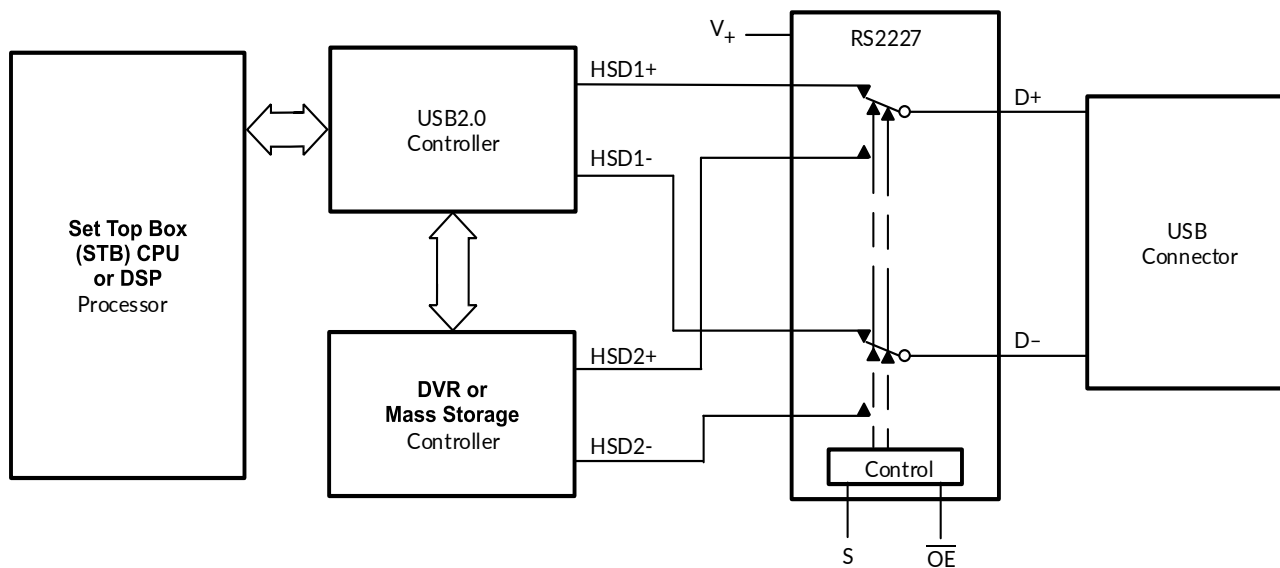 V+
RS2227
HSD1+
D+
USB2.0
Controller
HSD1-
Set Top Box
(STB) CPU
or DSP
Processor
USB
Connector
D–
HSD2+
DVR or
Mass Storage
Controller
HSD2-
Control
S
O̅E̅